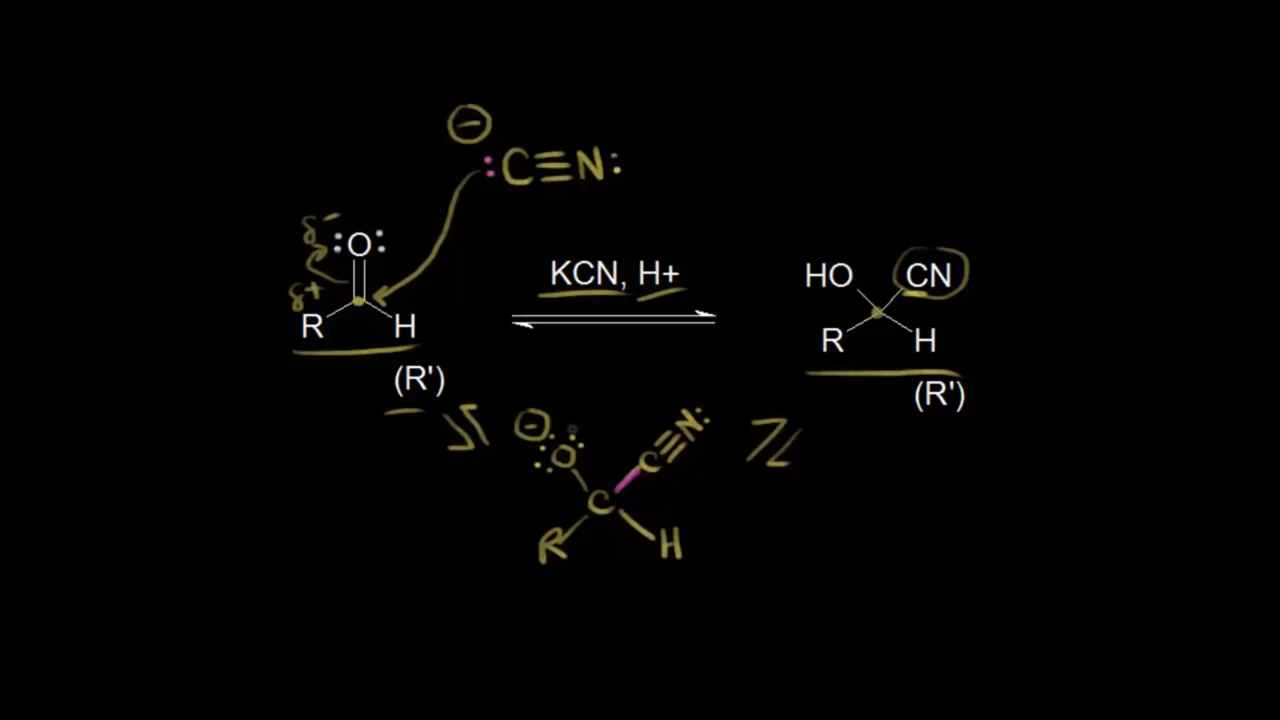 ⊖
:C≡N:
δ- :O:
δ+
R H
(R')
KCN, H+
HO CN
R H
(R')
⊖
:O: C≡N:
C
R H